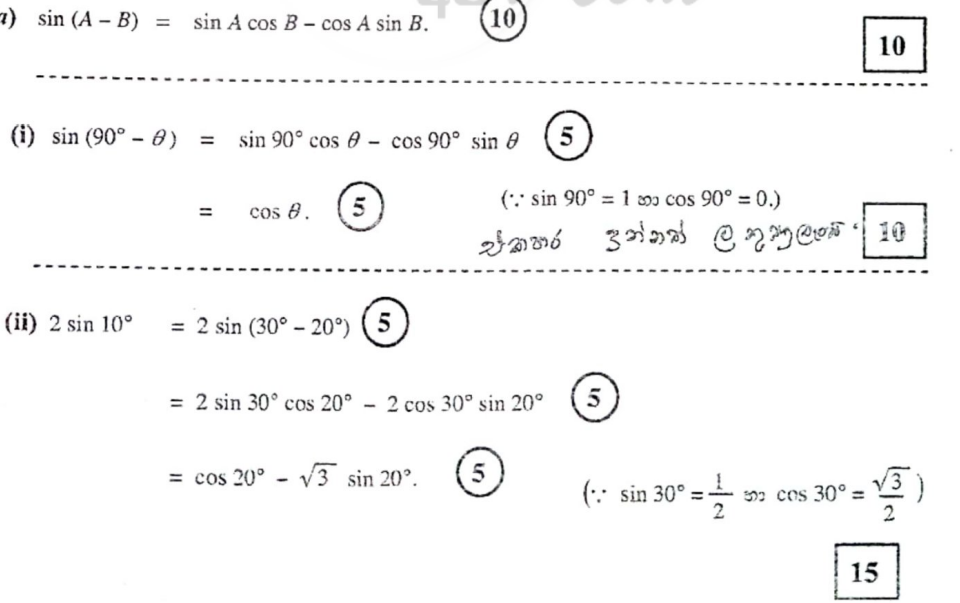 a) sin (A – B) = sin A cos B – cos A sin B. 10
10
(i) sin (90° – θ) = sin 90° cos θ – cos 90° sin θ 5
= cos θ. 5 (∵ sin 90° = 1 හා cos 90° = 0.)
10
(ii) 2 sin 10° = 2 sin (30° – 20°) 5
= 2 sin 30° cos 20° – 2 cos 30° sin 20° 5
= cos 20° – √3 sin 20°. 5 (∵ sin 30° = 1/2 හා cos 30° = √3/2)
15